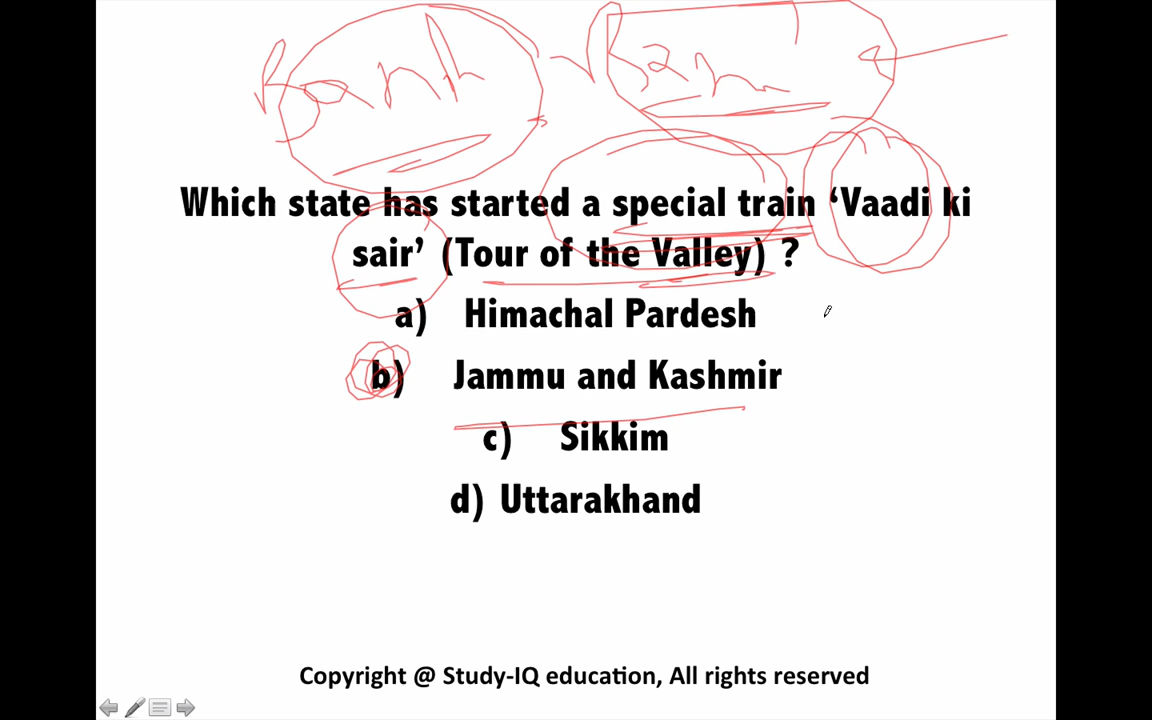 Which state has started a special train ‘Vaadi ki
sair’ (Tour of the Valley) ?
a) Himachal Pardesh
b) Jammu and Kashmir
c) Sikkim
d) Uttarakhand
Copyright @ Study-IQ education, All rights reserved